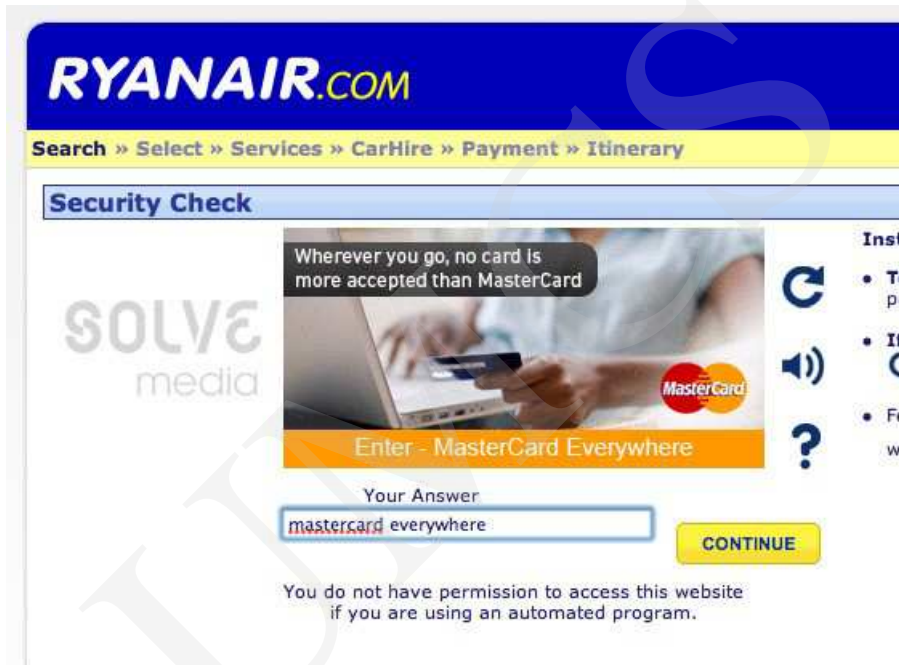 RYANAIR.COM
Search » Select » Services » CarHire » Payment » Itinerary
Security Check
SOLVE
media
Wherever you go, no card is
more accepted than MasterCard
MasterCard
Enter - MasterCard Everywhere
Your Answer
mastercard everywhere
CONTINUE
You do not have permission to access this website
if you are using an automated program.